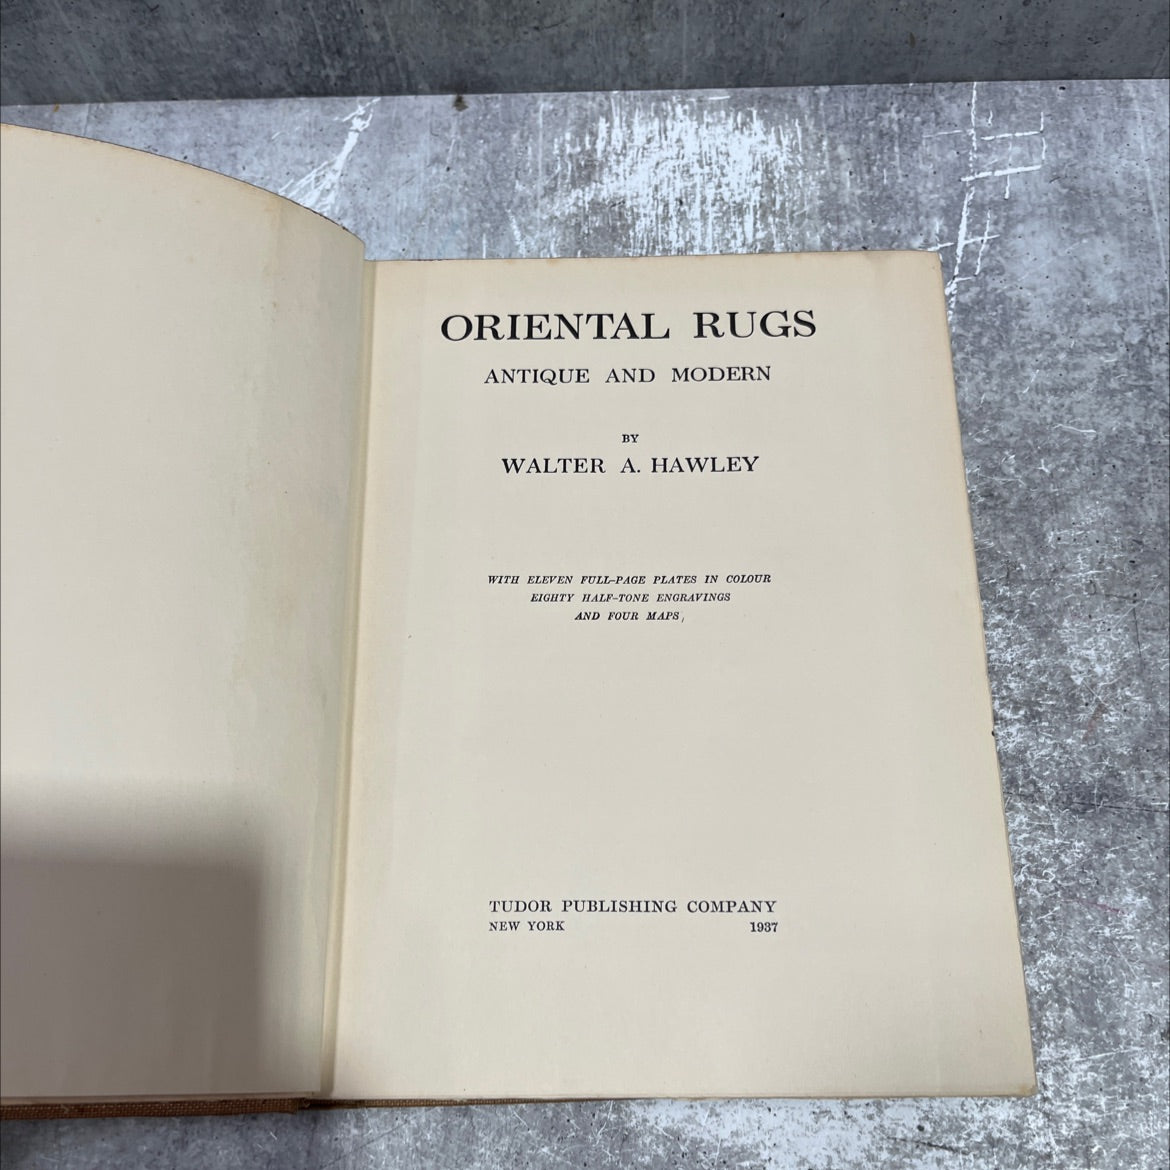 ORIENTAL RUGS
ANTIQUE AND MODERN
BY
WALTER A. HAWLEY
WITH ELEVEN FULL-PAGE PLATES IN COLOUR
EIGHTY HALF-TONE ENGRAVINGS
AND FOUR MAPS
TUDOR PUBLISHING COMPANY
NEW YORK 1937